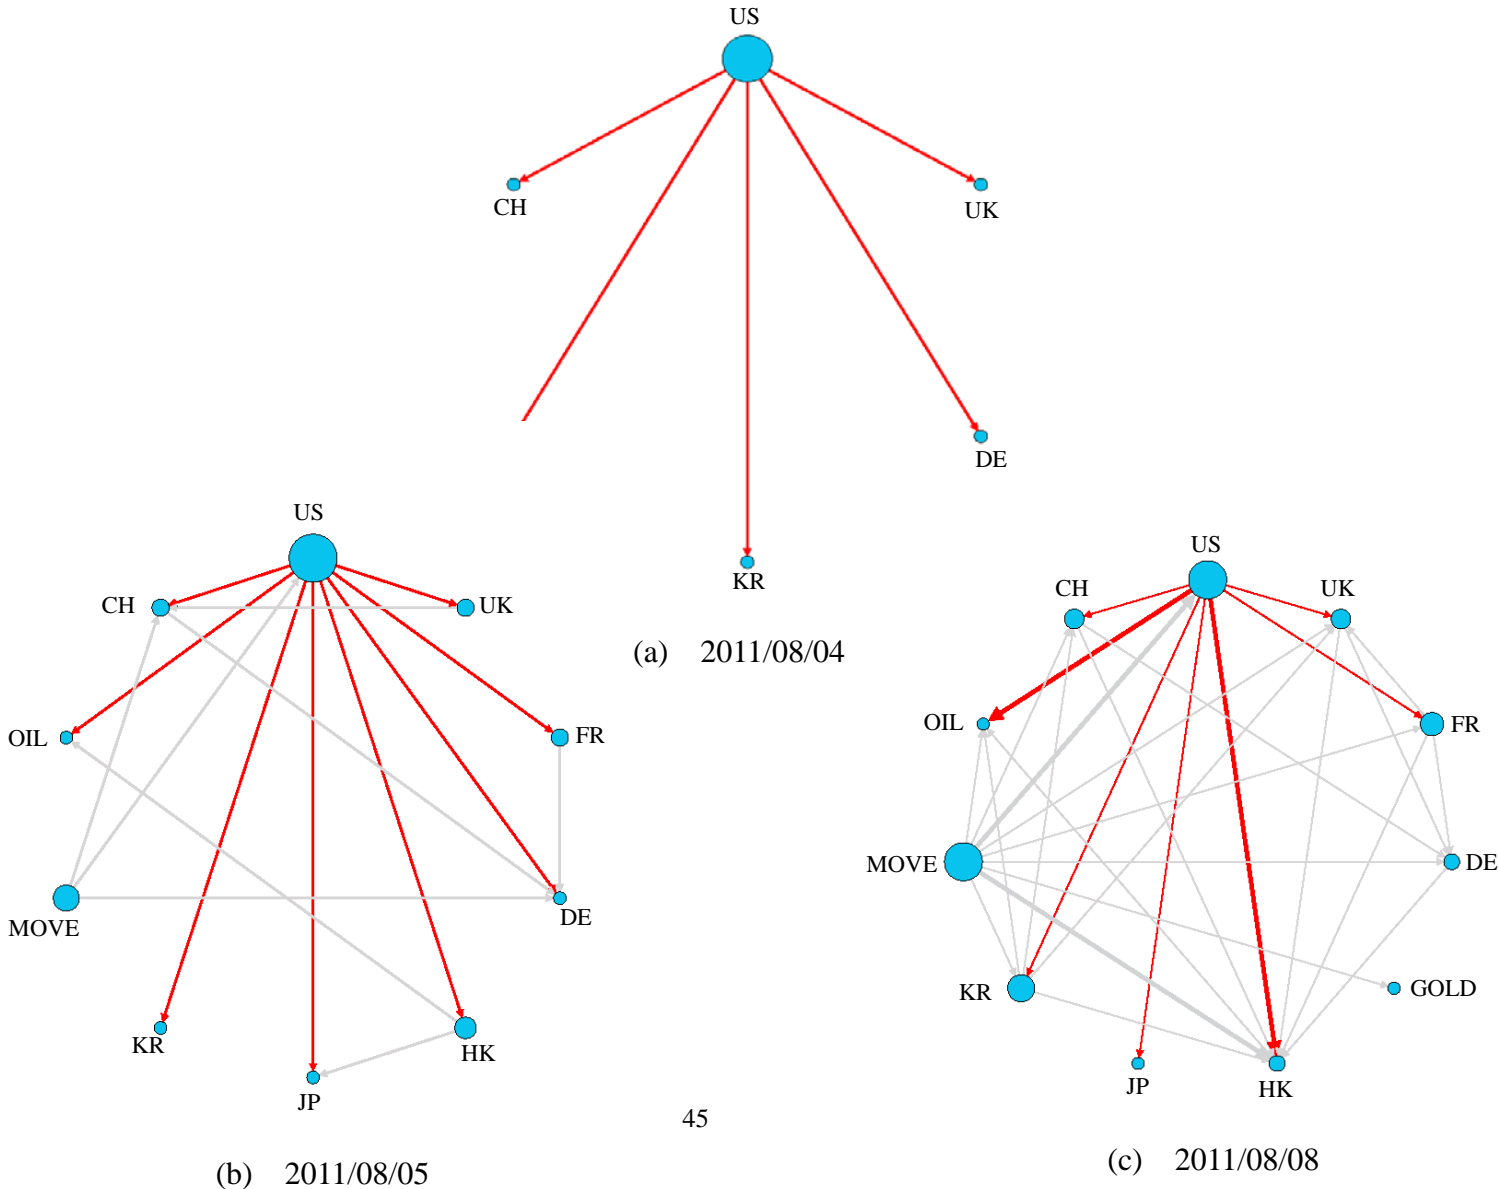 US
CH
UK
DE
KR
(a) 2011/08/04
US
CH
UK
OIL
FR
MOVE
DE
KR
HK
JP
(b) 2011/08/05
US
CH
UK
OIL
FR
MOVE
DE
KR
GOLD
JP
HK
(c) 2011/08/08
45